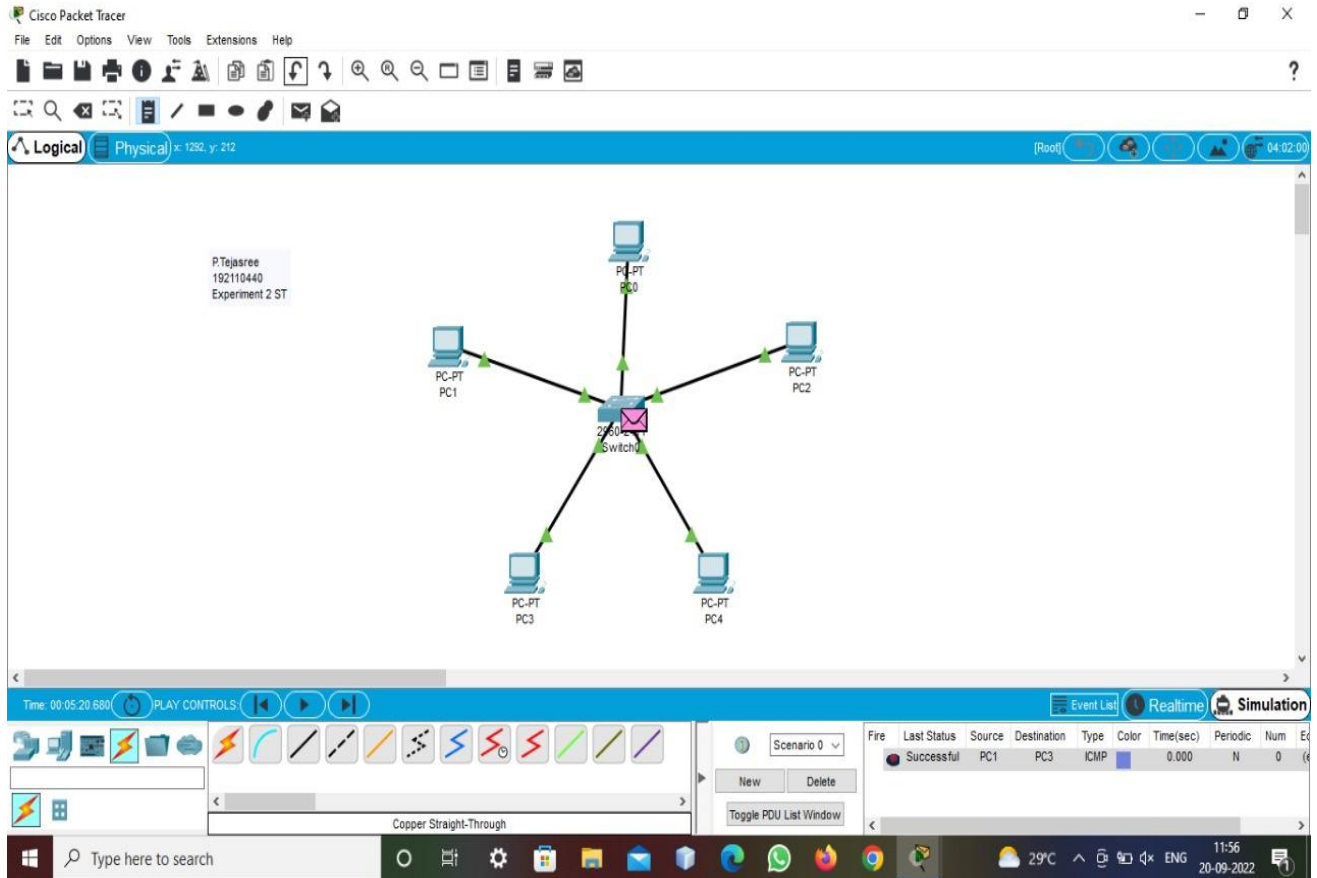 Cisco Packet Tracer
File Edit Options View Tools Extensions Help
?
Logical Physical x: 1292, y: 212 [Root] 04:02:00
P.Tejasree
192110440
Experiment 2 ST
PC-PT
PC0
PC-PT
PC1
PC-PT
PC2
Switch0
PC-PT
PC3
PC-PT
PC4
Time: 00:05:20.680 PLAY CONTROLS: Event List Realtime Simulation
Scenario 0
New Delete
Toggle PDU List Window
Fire Last Status Source Destination Type Color Time(sec) Periodic Num
Successful PC1 PC3 ICMP 0.000 N 0
Copper Straight-Through
Type here to search 29°C ENG 11:56
20-09-2022